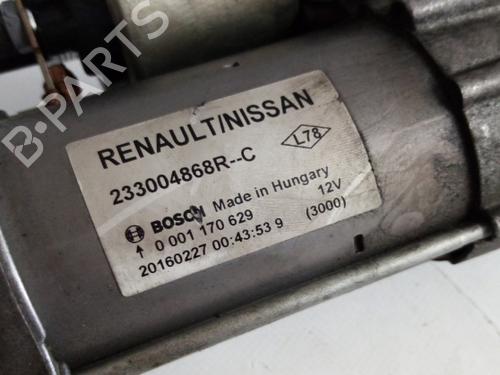 RENAULT/NISSAN
233004868R--C
L78
BOSCH Made in Hungary
0 001 170 629 12V
20160227 00:43:53 9 (3000)
B-PARTS